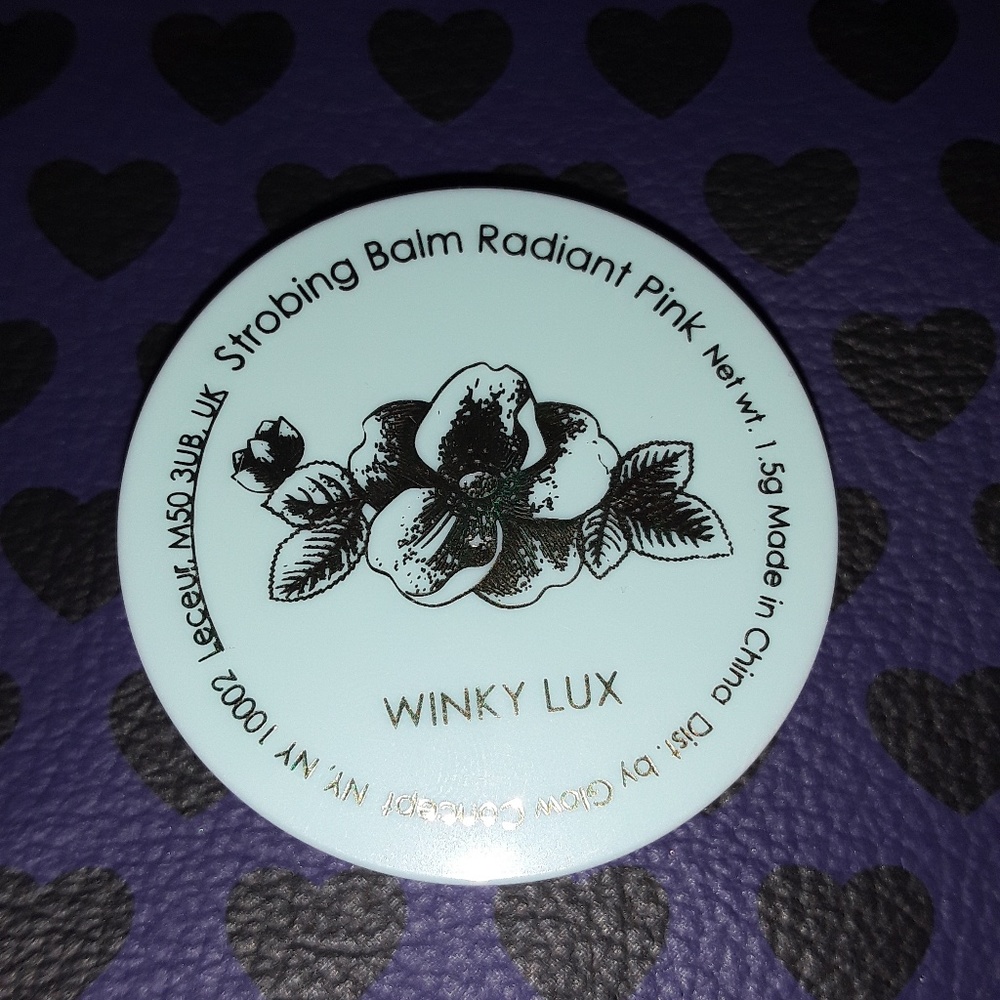 Strobing Balm Radiant Pink Net wt. 1.5g Made in China Dist. by Glow Concept NY, NY 10002 Leceur, M50 3UB, UK
WINKY LUX